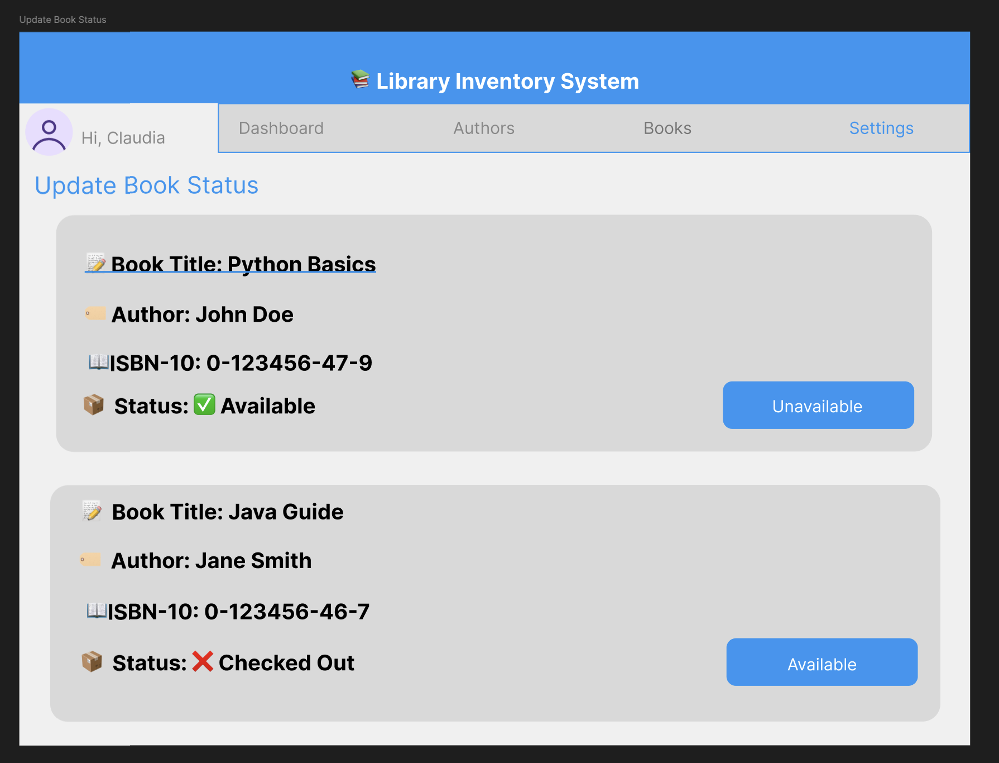 Update Book Status
📚 Library Inventory System
Hi, Claudia
Dashboard
Authors
Books
Settings
Update Book Status
📝 Book Title: Python Basics
🏷️ Author: John Doe
📖ISBN-10: 0-123456-47-9
📦 Status: ✅ Available
Unavailable
📝 Book Title: Java Guide
🏷️ Author: Jane Smith
📖ISBN-10: 0-123456-46-7
📦 Status: ❌ Checked Out
Available